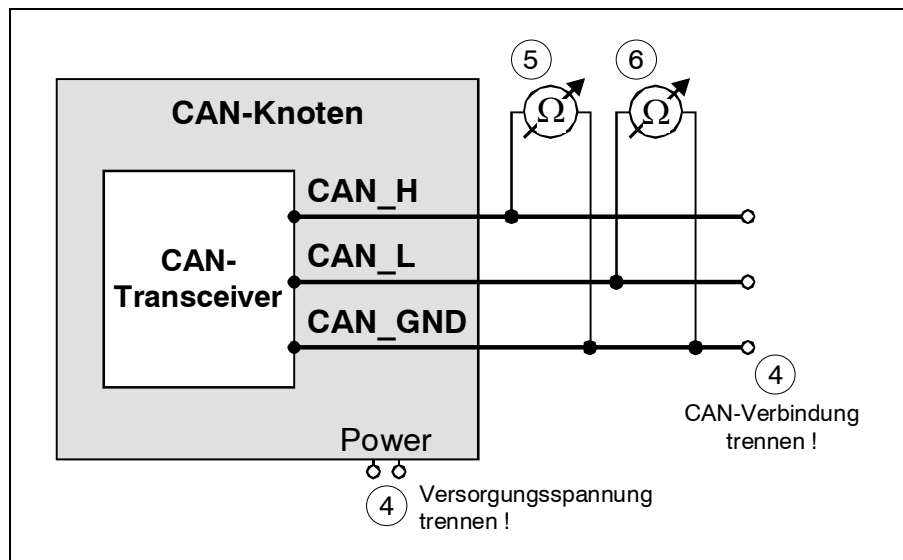 5
6
Ω
Ω
CAN-Knoten
CAN_H
CAN-
Transceiver
CAN_L
CAN_GND
4
CAN-Verbindung
trennen !
Power
4
Versorgungsspannung
trennen !